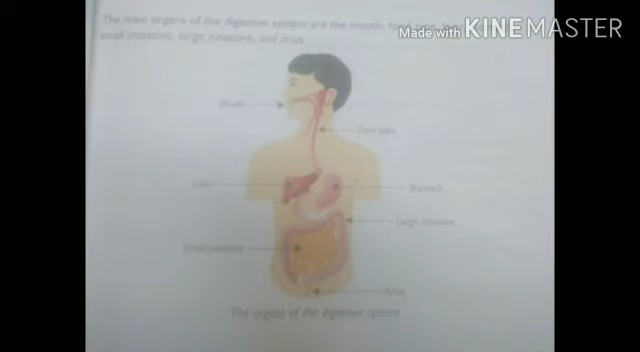 The main organs of the digestive system are the mouth, food pipe,
small intestine, large intestine, and anus
Made with KINEMASTER
Mouth
Food pipe
Liver
Stomach
Large intestine
Small intestine
Anus
The organs of the digestive system